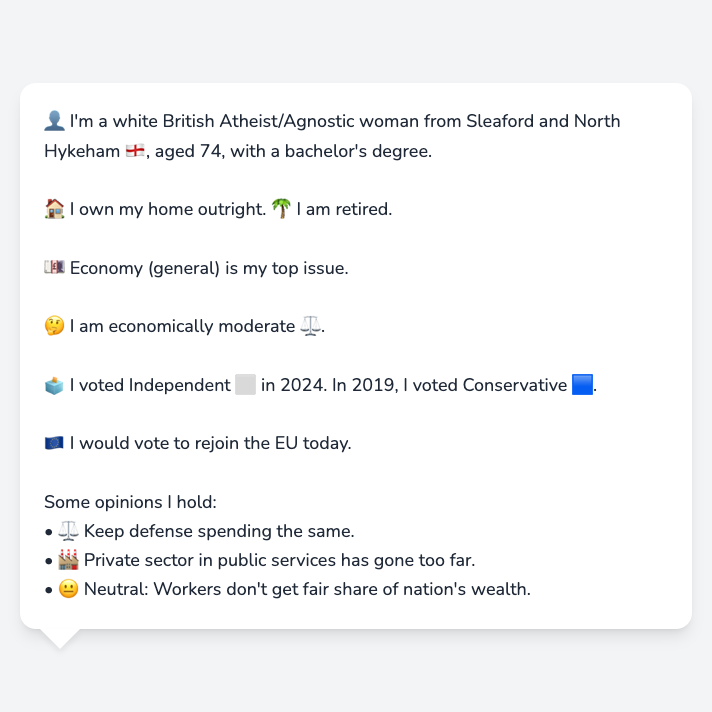 👤 I'm a white British Atheist/Agnostic woman from Sleaford and North
Hykeham 🏴󠁧󠁢󠁥󠁮󠁧󠁿, aged 74, with a bachelor's degree.
🏠 I own my home outright. 🌴 I am retired.
💷 Economy (general) is my top issue.
🤔 I am economically moderate ⚖️.
🗳️ I voted Independent ⬜ in 2024. In 2019, I voted Conservative 🟦.
🇪🇺 I would vote to rejoin the EU today.
Some opinions I hold:
• ⚖️ Keep defense spending the same.
• 🏭 Private sector in public services has gone too far.
• 😐 Neutral: Workers don't get fair share of nation's wealth.